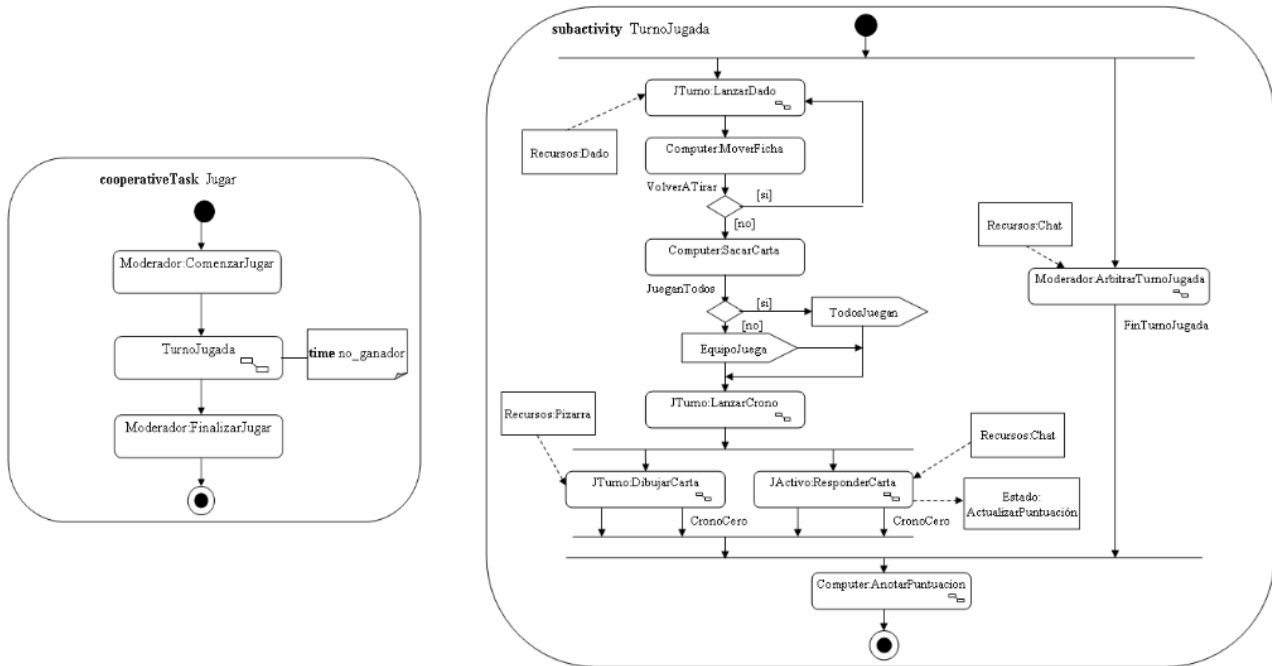 cooperativeTask Jugar
Moderador:ComenzarJugar
TurnoJugada
time no_ganador
Moderador:FinalizarJugar
subactivity TurnoJugada
JTurno:LanzarDado
Recursos:Dado
Computer:MoverFicha
VolverATirar
[si]
[no]
Computer:SacarCarta
JueganTodos
[si]
TodosJuegan
[no]
EquipoJuega
JTurno:LanzarCrono
Recursos:Pizarra
Recursos:Chat
JTurno:DibujarCarta
JActivo:ResponderCarta
Estado:
ActualizarPuntuación
CronoCero
CronoCero
Recursos:Chat
Moderador:ArbitrarTurnoJugada
FinTurnoJugada
Computer:AnotarPuntuacion